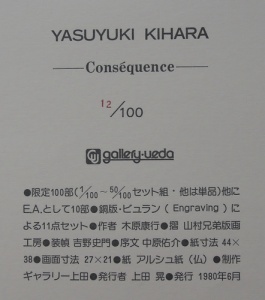 YASUYUKI KIHARA
Conséquence
12/100
gallery·ueda
●限定100部(1/100～50/100セット組・他は単品)他に
E.A.として10部●銅版・ビュラン(Engraving)に
よる11点セット●作者 木原康行●摺 山村兄弟版画
工房●装幀 吉野史門●序文 中原佑介●紙寸法 44×
38●画面寸法 27×21●紙 アルシュ紙(仏)●制作
ギャラリー上田●発行者 上田 晃●発行 1980年6月